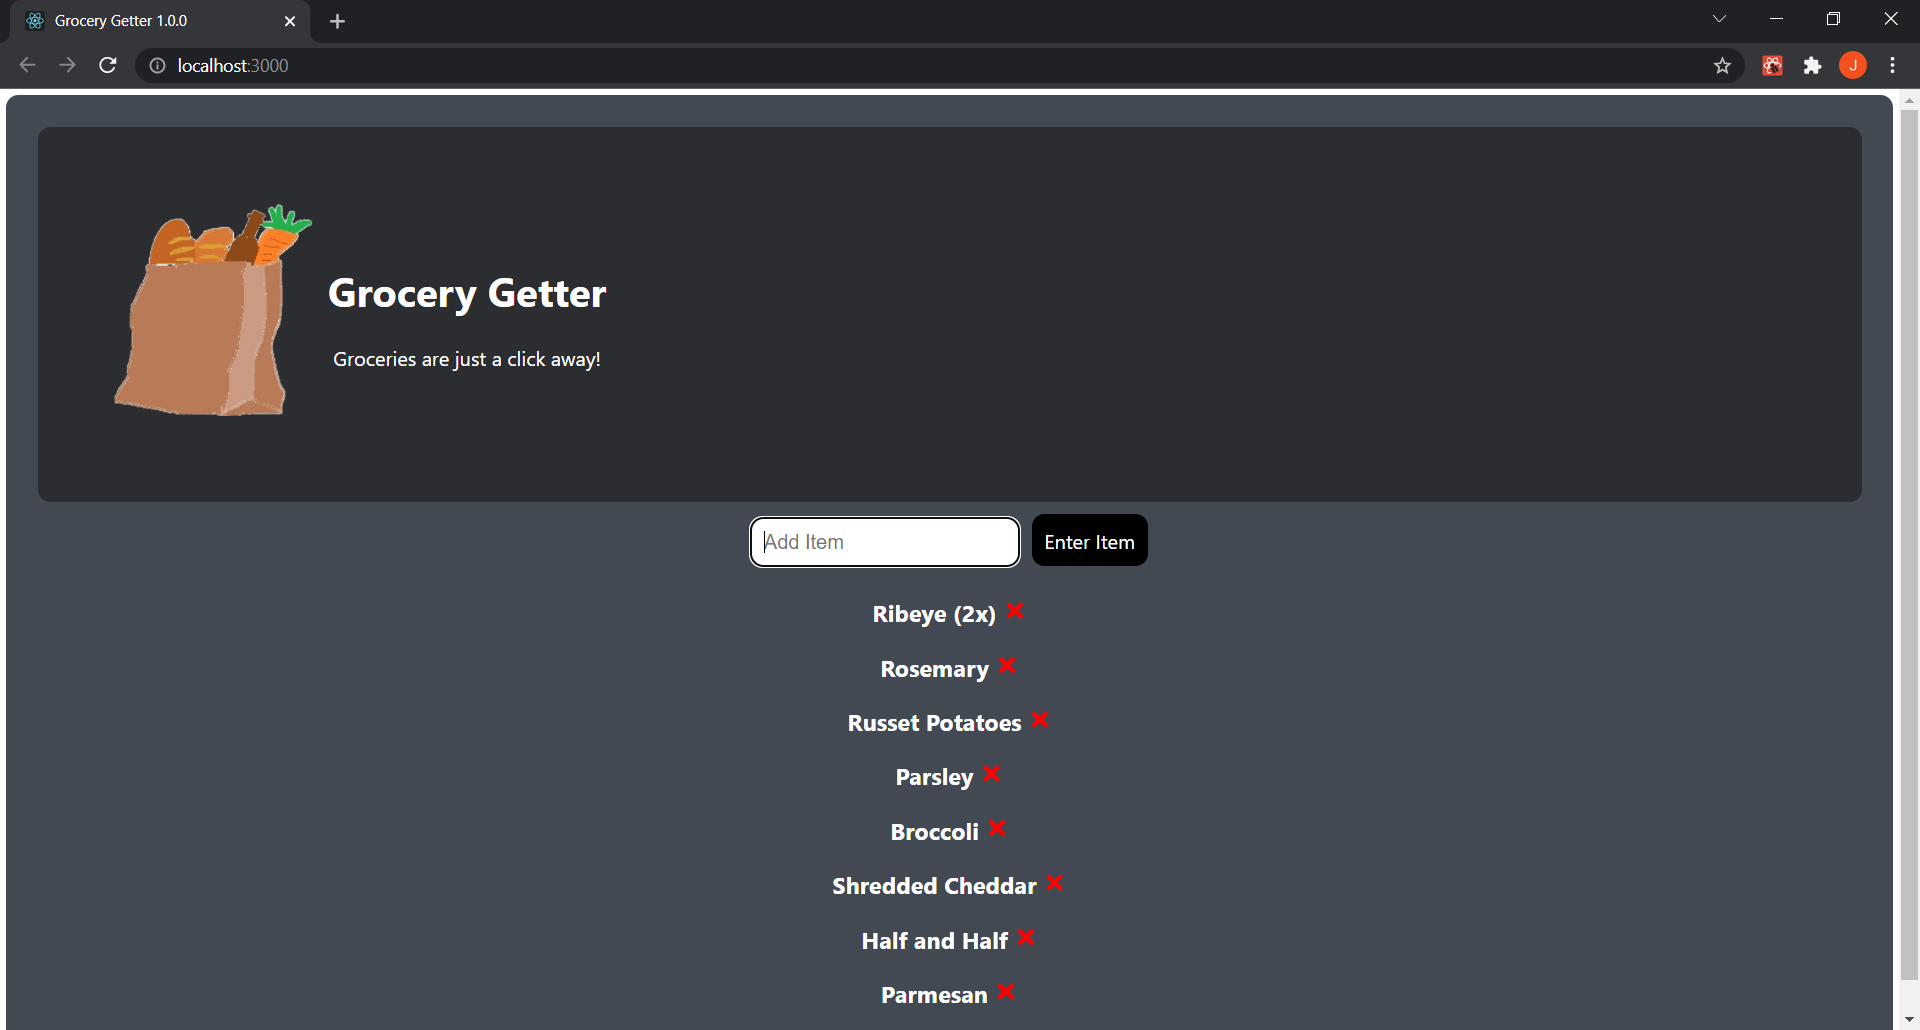 Grocery Getter 1.0.0
localhost:3000
J
Grocery Getter
Groceries are just a click away!
Add Item
Enter Item
Ribeye (2x)
Rosemary
Russet Potatoes
Parsley
Broccoli
Shredded Cheddar
Half and Half
Parmesan